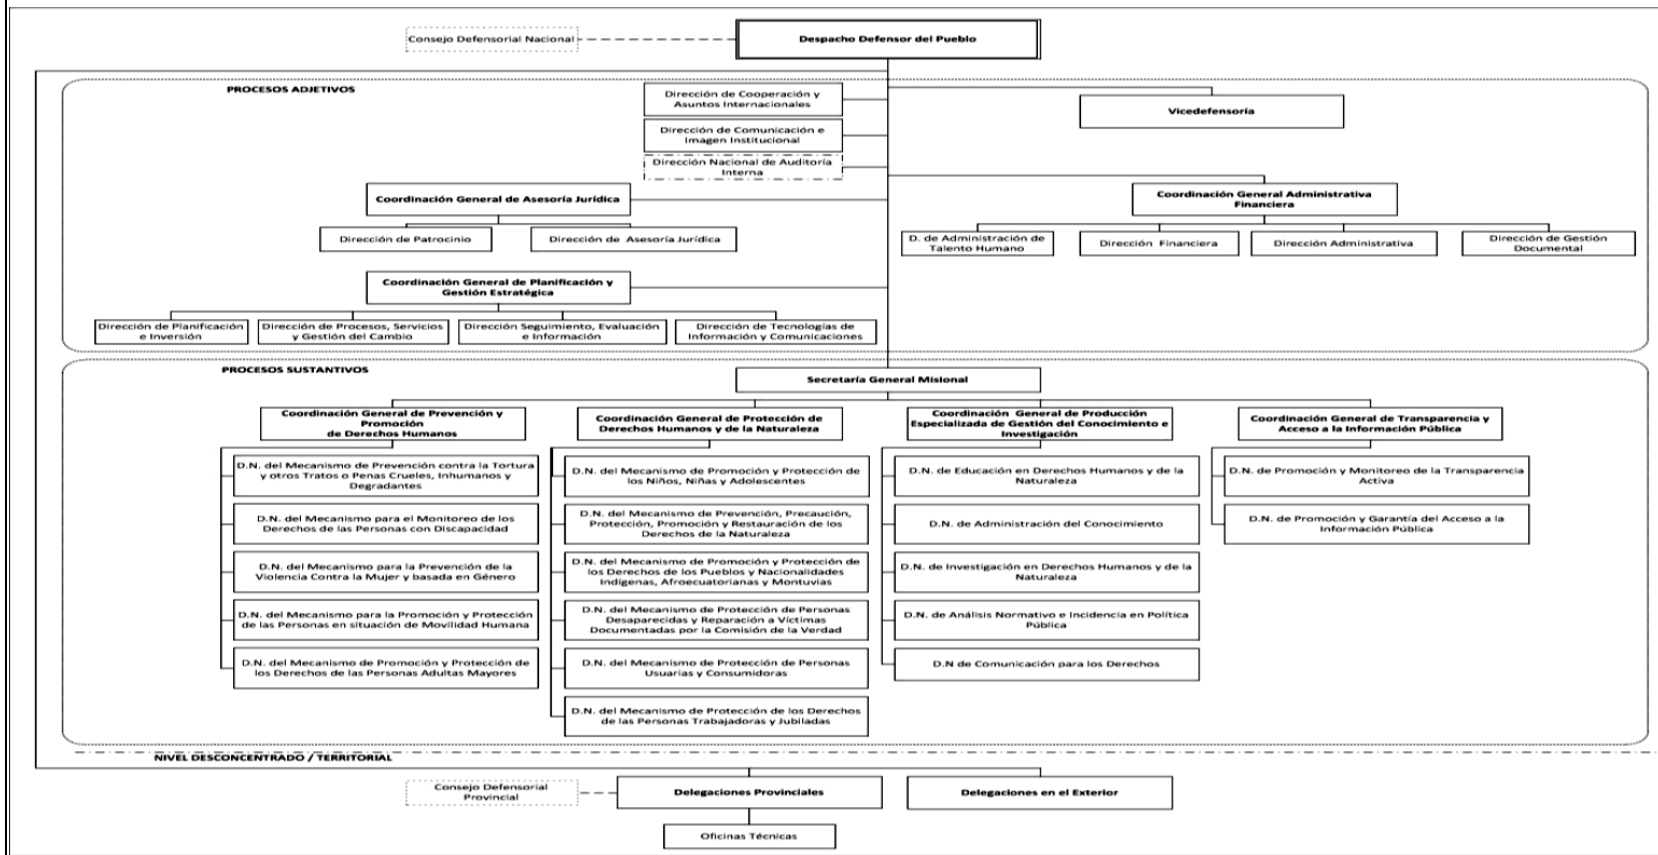 Consejo Defensorial Nacional
Despacho Defensor del Pueblo
PROCESOS ADJETIVOS
Dirección de Cooperación y
Asuntos Internacionales
Vicedefensoría
Dirección de Comunicación e
Imagen Institucional
Dirección Nacional de Auditoría
Interna
Coordinación General de Asesoría Jurídica
Coordinación General Administrativa
Financiera
Dirección de Patrocinio
Dirección de Asesoría Jurídica
D. de Administración de
Talento Humano
Dirección Financiera
Dirección Administrativa
Dirección de Gestión
Documental
Coordinación General de Planificación y
Gestión Estratégica
Dirección de Planificación
e Inversión
Dirección de Procesos, Servicios
y Gestión del Cambio
Dirección Seguimiento, Evaluación
e Información
Dirección de Tecnologías de
Información y Comunicaciones
PROCESOS SUSTANTIVOS
Secretaría General Misional
Coordinación General de Prevención y
Promoción
de Derechos Humanos
Coordinación General de Protección de
Derechos Humanos y de la Naturaleza
Coordinación General de Producción
Especializada de Gestión del Conocimiento e
Investigación
Coordinación General de Transparencia y
Acceso a la Información Pública
D.N. del Mecanismo de Prevención contra la Tortura
y otros Tratos o Penas Crueles, Inhumanos y
Degradantes
D.N. del Mecanismo para el Monitoreo de los
Derechos de las Personas con Discapacidad
D.N. del Mecanismo para la Prevención de la
Violencia Contra la Mujer y basada en Género
D.N. del Mecanismo para la Promoción y Protección
de las Personas en situación de Movilidad Humana
D.N. del Mecanismo de Promoción y Protección de
los Derechos de las Personas Adultas Mayores
D.N. del Mecanismo de Promoción y Protección de
los Niños, Niñas y Adolescentes
D.N. del Mecanismo de Prevención, Precaución,
Protección, Promoción y Restauración de los
Derechos de la Naturaleza
D.N. del Mecanismo de Promoción y Protección de
los Derechos de los Pueblos y Nacionalidades
Indígenas, Afroecuatorianas y Montuvias
D.N. del Mecanismo de Protección de Personas
Desaparecidas y Reparación a Víctimas
Documentadas por la Comisión de la Verdad
D.N. del Mecanismo de Protección de Personas
Usuarias y Consumidoras
D.N. del Mecanismo de Protección de los Derechos
de las Personas Trabajadoras y Jubiladas
D.N. de Educación en Derechos Humanos y de la
Naturaleza
D.N. de Administración del Conocimiento
D.N. de Investigación en Derechos Humanos y de la
Naturaleza
D.N. de Análisis Normativo e Incidencia en Política
Pública
D.N de Comunicación para los Derechos
D.N. de Promoción y Monitoreo de la Transparencia
Activa
D.N. de Promoción y Garantía del Acceso a la
Información Pública
NIVEL DESCONCENTRADO / TERRITORIAL
Consejo Defensorial
Provincial
Delegaciones Provinciales
Delegaciones en el Exterior
Oficinas Técnicas